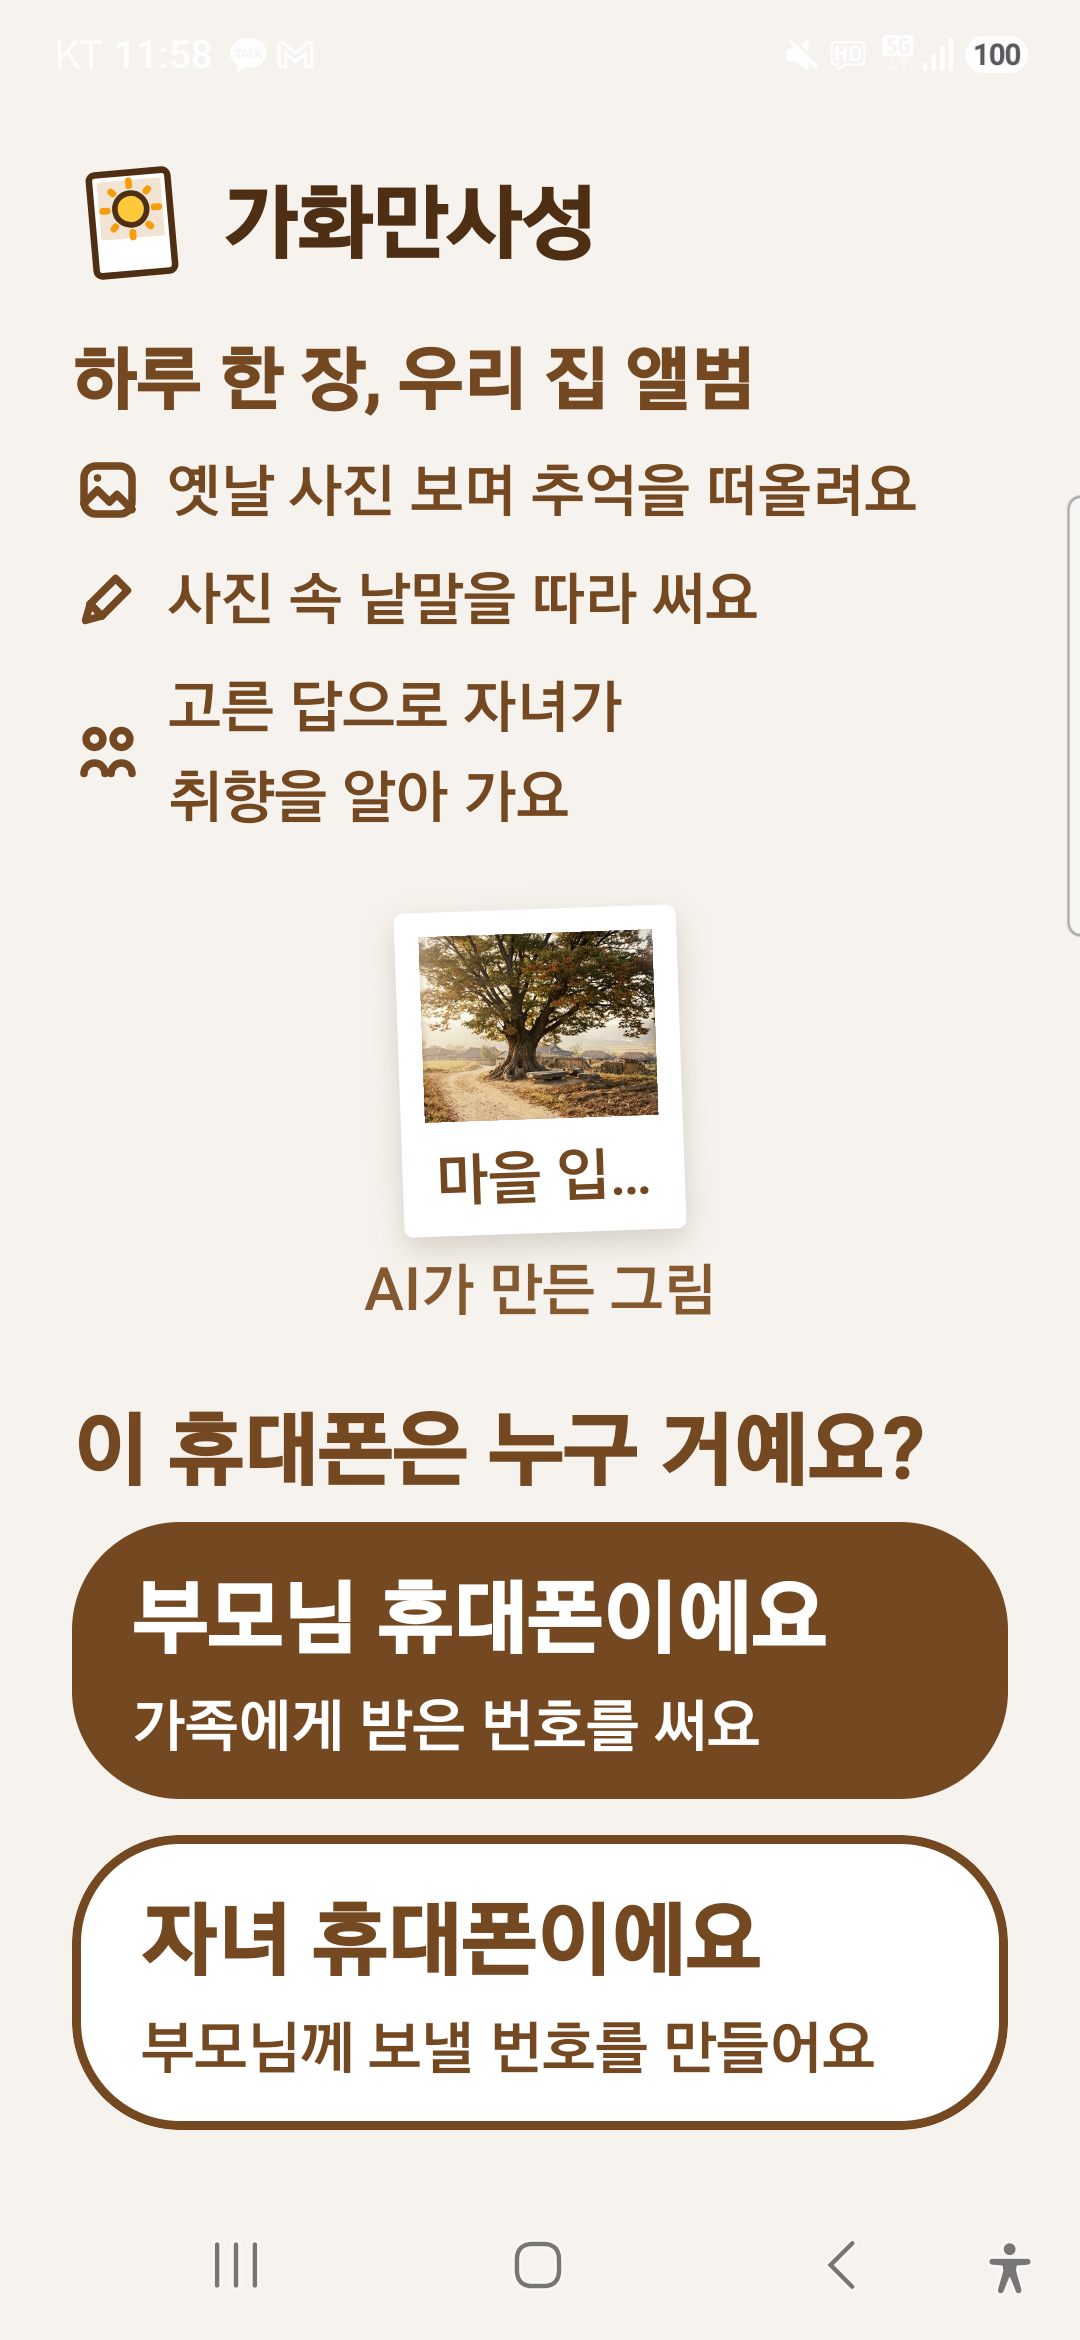 KT 11:58 TALK HD 5G 100
가화만사성
하루 한 장, 우리 집 앨범
옛날 사진 보며 추억을 떠올려요
사진 속 낱말을 따라 써요
고른 답으로 자녀가
취향을 알아 가요
마을 입...
AI가 만든 그림
이 휴대폰은 누구 거예요?
부모님 휴대폰이에요
가족에게 받은 번호를 써요
자녀 휴대폰이에요
부모님께 보낼 번호를 만들어요